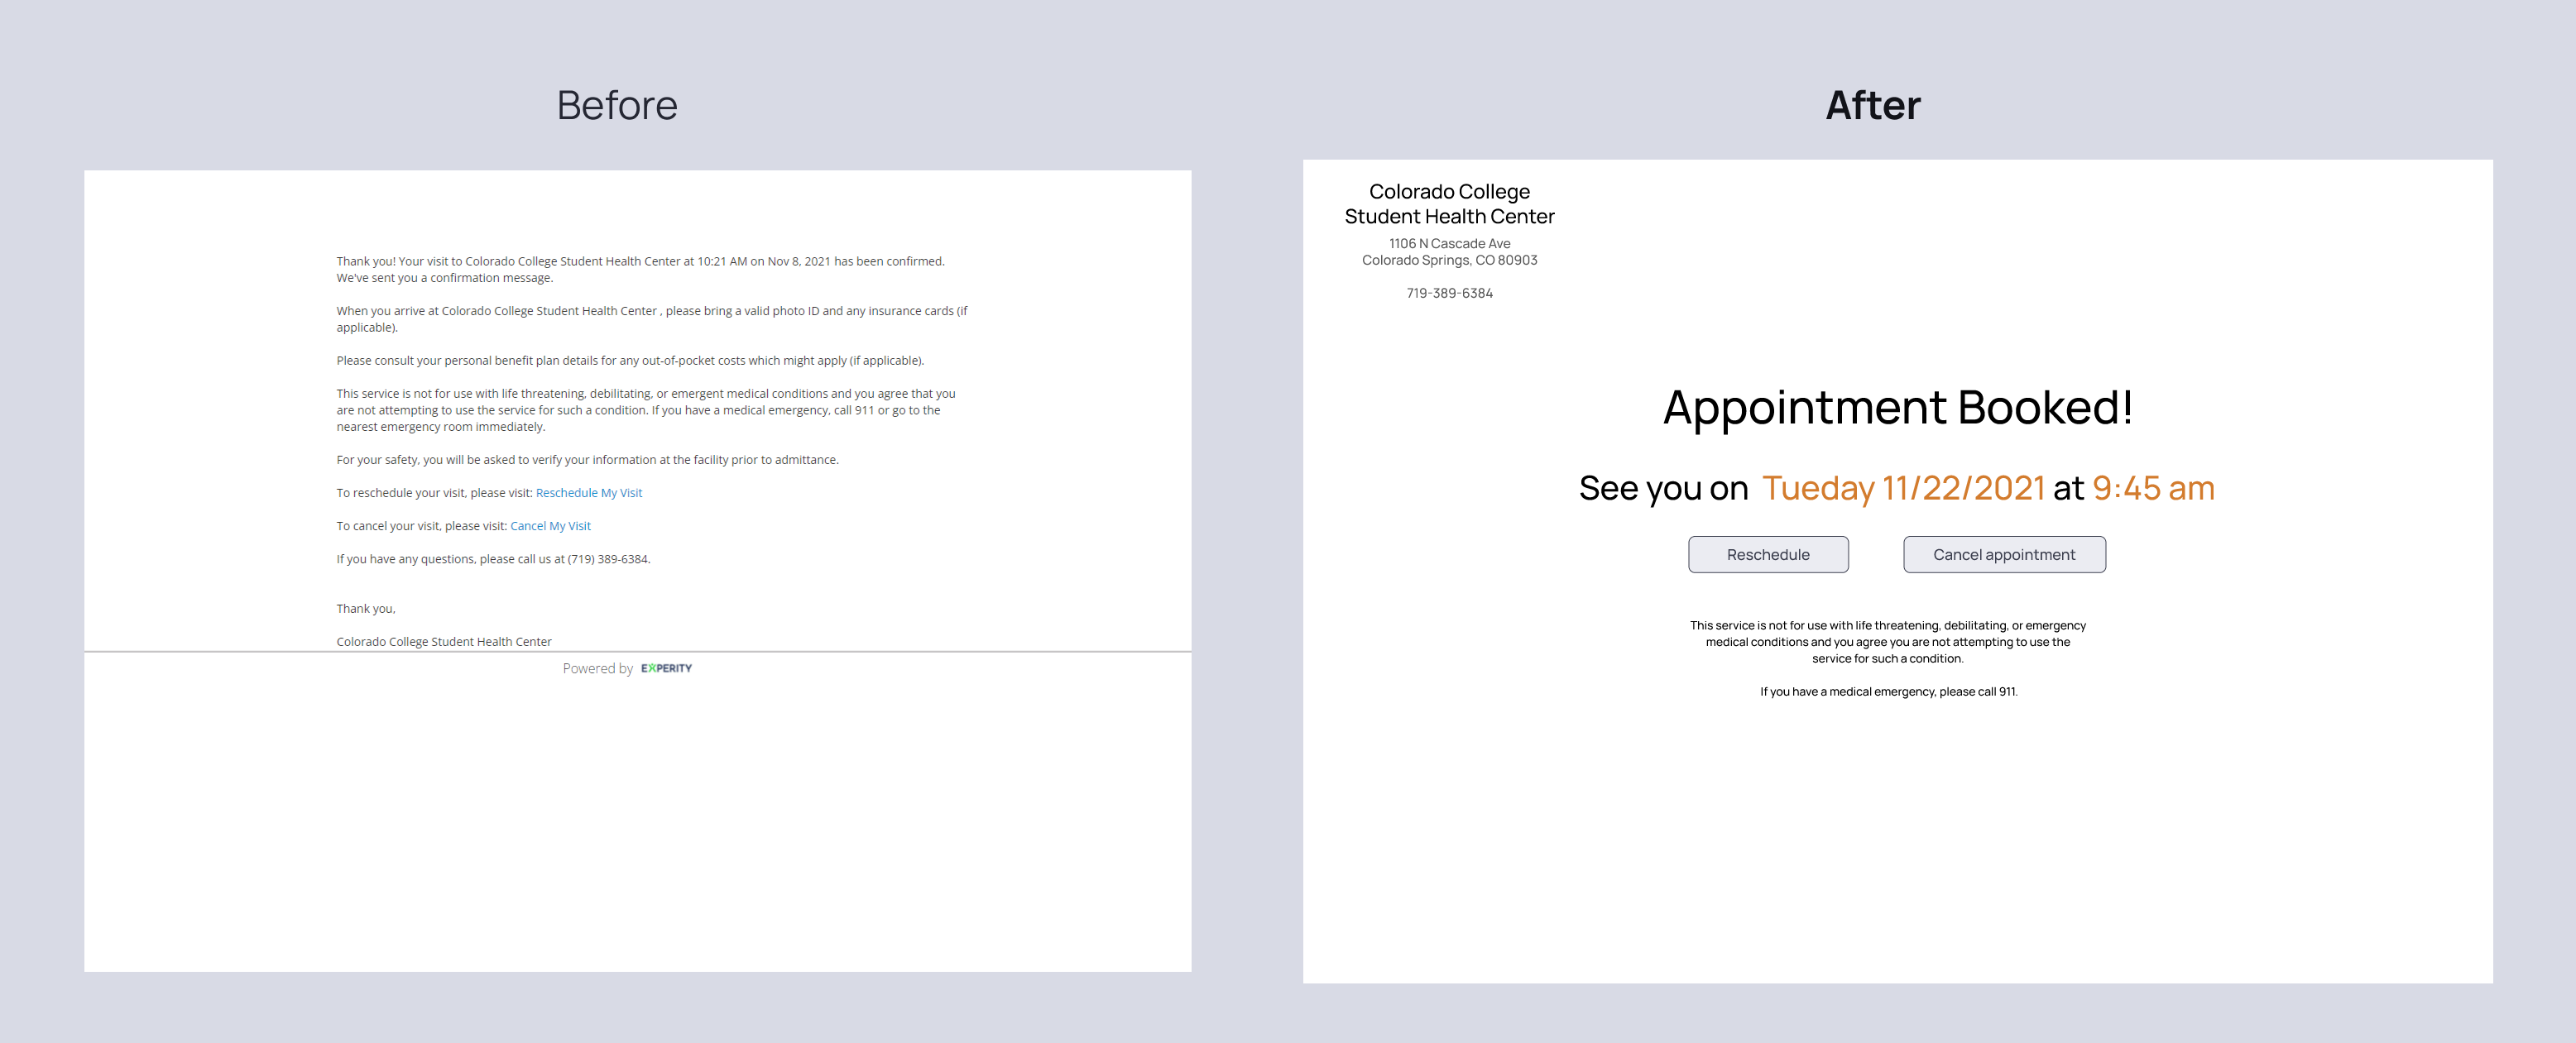 Before
Thank you! Your visit to Colorado College Student Health Center at 10:21 AM on Nov 8, 2021 has been confirmed.
We've sent you a confirmation message.
When you arrive at Colorado College Student Health Center , please bring a valid photo ID and any insurance cards (if
applicable).
Please consult your personal benefit plan details for any out-of-pocket costs which might apply (if applicable).
This service is not for use with life threatening, debilitating, or emergent medical conditions and you agree that you
are not attempting to use the service for such a condition. If you have a medical emergency, call 911 or go to the
nearest emergency room immediately.
For your safety, you will be asked to verify your information at the facility prior to admittance.
To reschedule your visit, please visit: Reschedule My Visit
To cancel your visit, please visit: Cancel My Visit
If you have any questions, please call us at (719) 389-6384.
Thank you,
Colorado College Student Health Center
Powered by EXPERITY
After
Colorado College
Student Health Center
1106 N Cascade Ave
Colorado Springs, CO 80903
719-389-6384
Appointment Booked!
See you on Tueday 11/22/2021 at 9:45 am
Reschedule
Cancel appointment
This service is not for use with life threatening, debilitating, or emergency
medical conditions and you agree you are not attempting to use the
service for such a condition.
If you have a medical emergency, please call 911.